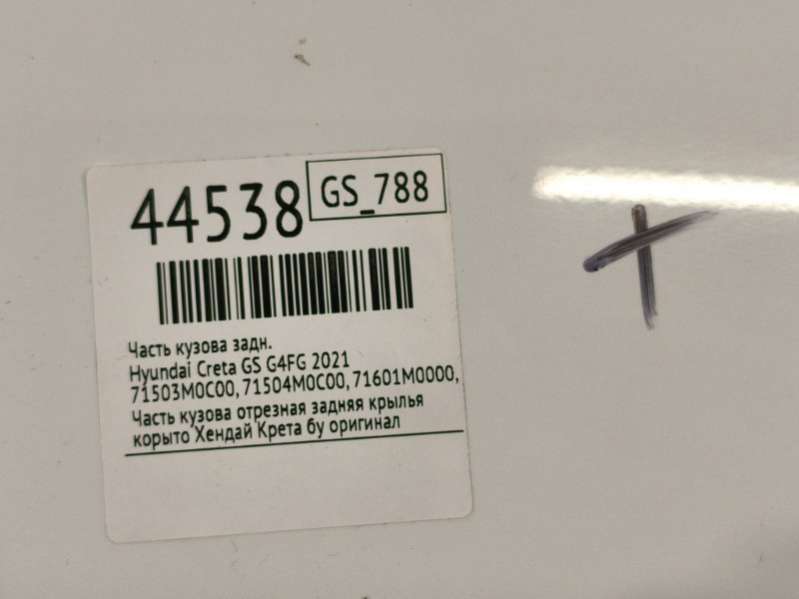 44538
GS_788
Часть кузова задн.
Hyundai Creta GS G4FG 2021
71503M0C00, 71504M0C00, 71601M0000,
Часть кузова отрезная задняя крылья
корыто Хендай Крета бу оригинал